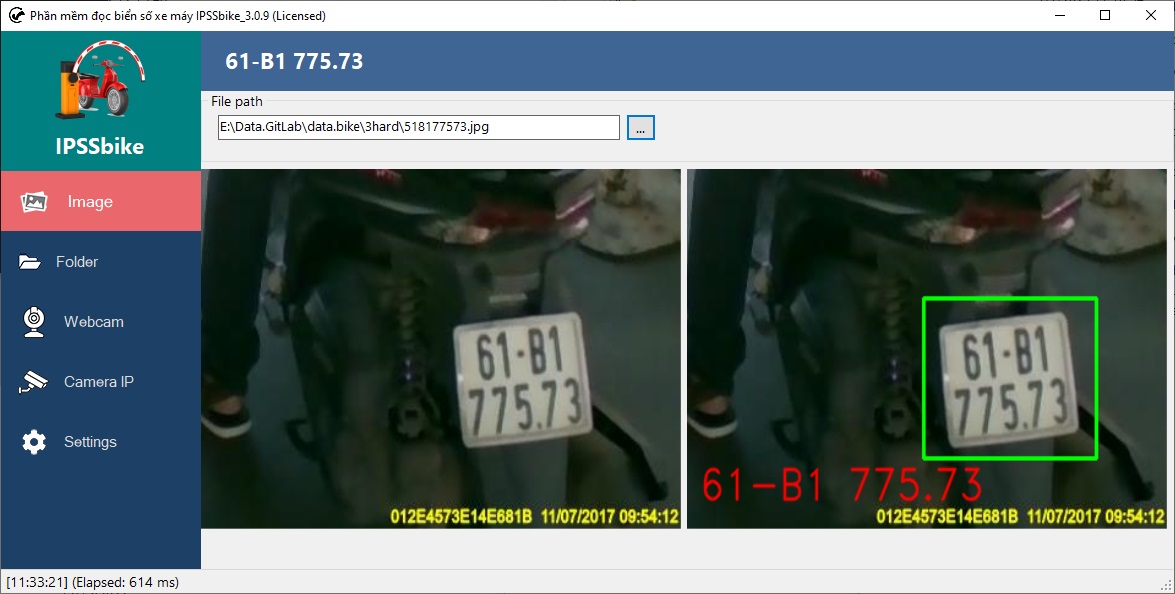 Phần mềm đọc biển số xe máy IPSSbike_3.0.9 (Licensed)
IPSSbike
Image
Folder
Webcam
Camera IP
Settings
61-B1 775.73
File path
E:\Data.GitLab\data.bike\3hard\518177573.jpg
...
61-B1
775.73
012E4573E14E681B 11/07/2017 09:54:12
61-B1
775.73
61-B1 775.73
012E4573E14E681B 11/07/2017 09:54:12
[11:33:21] (Elapsed: 614 ms)